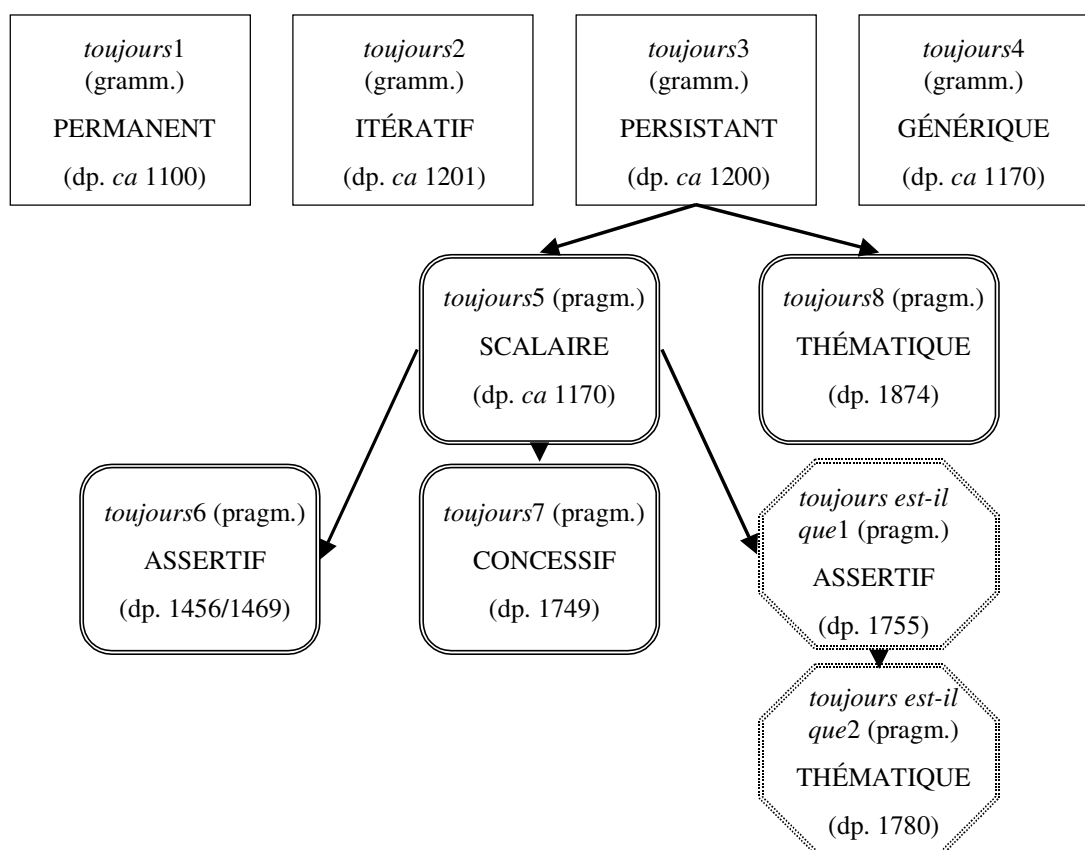 toujours1
(gramm.)
PERMANENT
(dp. ca 1100)
toujours2
(gramm.)
ITÉRATIF
(dp. ca 1201)
toujours3
(gramm.)
PERSISTANT
(dp. ca 1200)
toujours4
(gramm.)
GÉNÉRIQUE
(dp. ca 1170)
toujours5 (pragm.)
SCALAIRE
(dp. ca 1170)
toujours8 (pragm.)
THÉMATIQUE
(dp. 1874)
toujours6 (pragm.)
ASSERTIF
(dp. 1456/1469)
toujours7 (pragm.)
CONCESSIF
(dp. 1749)
toujours est-il
que1 (pragm.)
ASSERTIF
(dp. 1755)
toujours est-il
que2 (pragm.)
THÉMATIQUE
(dp. 1780)